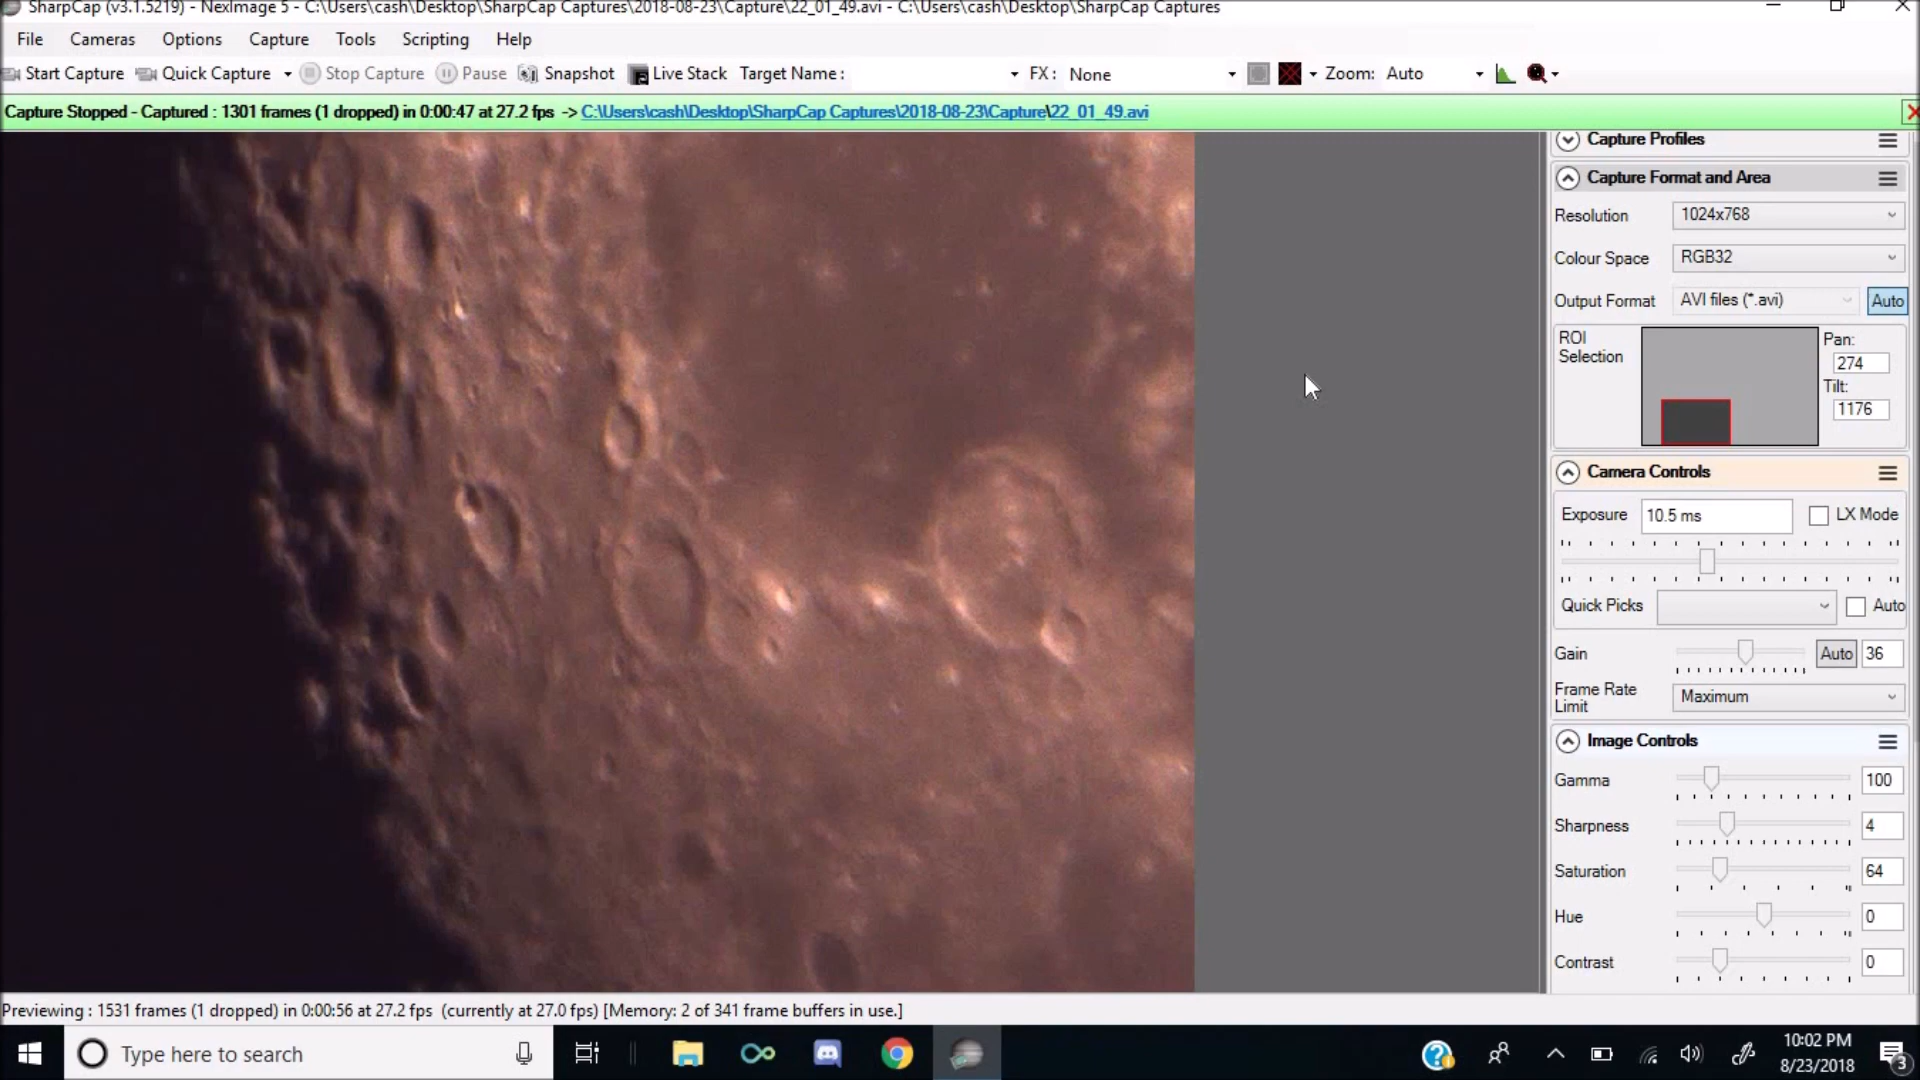 SharpCap (v3.1.5219) - NexImage 5 - C:\Users\cash\Desktop\SharpCap Captures\2018-08-23\Capture\22_01_49.avi - C:\Users\cash\Desktop\SharpCap Captures
File Cameras Options Capture Tools Scripting Help
Start Capture Quick Capture Stop Capture Pause Snapshot Live Stack Target Name : FX : None Zoom: Auto
Capture Stopped - Captured : 1301 frames (1 dropped) in 0:00:47 at 27.2 fps -> C:\Users\cash\Desktop\SharpCap Captures\2018-08-23\Capture\22_01_49.avi
Capture Profiles
Capture Format and Area
Resolution 1024x768
Colour Space RGB32
Output Format AVI files (*.avi) Auto
ROI Selection
Pan:
274
Tilt:
1176
Camera Controls
Exposure 10.5 ms LX Mode
Quick Picks Auto
Gain Auto 36
Frame Rate Limit Maximum
Image Controls
Gamma 100
Sharpness 4
Saturation 64
Hue 0
Contrast 0
Previewing : 1531 frames (1 dropped) in 0:00:56 at 27.2 fps (currently at 27.0 fps) [Memory: 2 of 341 frame buffers in use.]
Type here to search
10:02 PM
8/23/2018
3